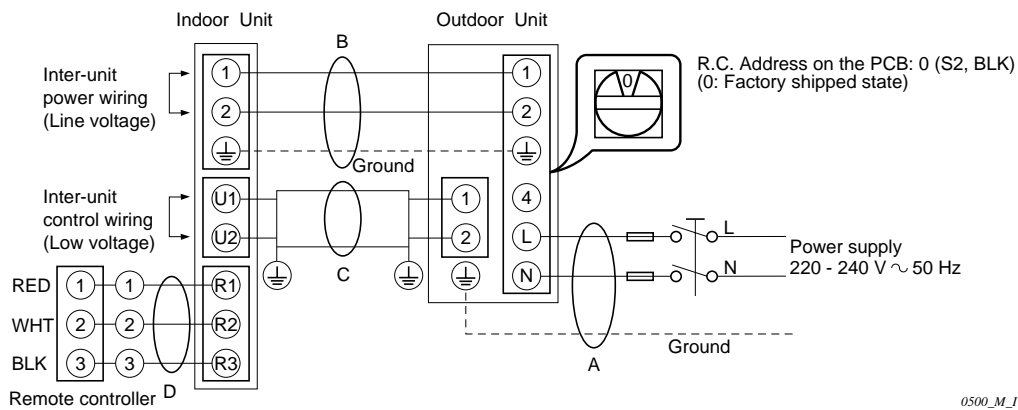 Indoor Unit
Outdoor Unit
B
R.C. Address on the PCB: 0 (S2, BLK)
(0: Factory shipped state)
0
Inter-unit
power wiring
(Line voltage)
1
2
1
2
Ground
Inter-unit
control wiring
(Low voltage)
U1
U2
C
1
2
4
L
N
L
N
Power supply
220 - 240 V ~ 50 Hz
Ground
A
RED
1
1
R1
WHT
2
2
R2
BLK
3
3
R3
D
Remote controller
0500_M_I